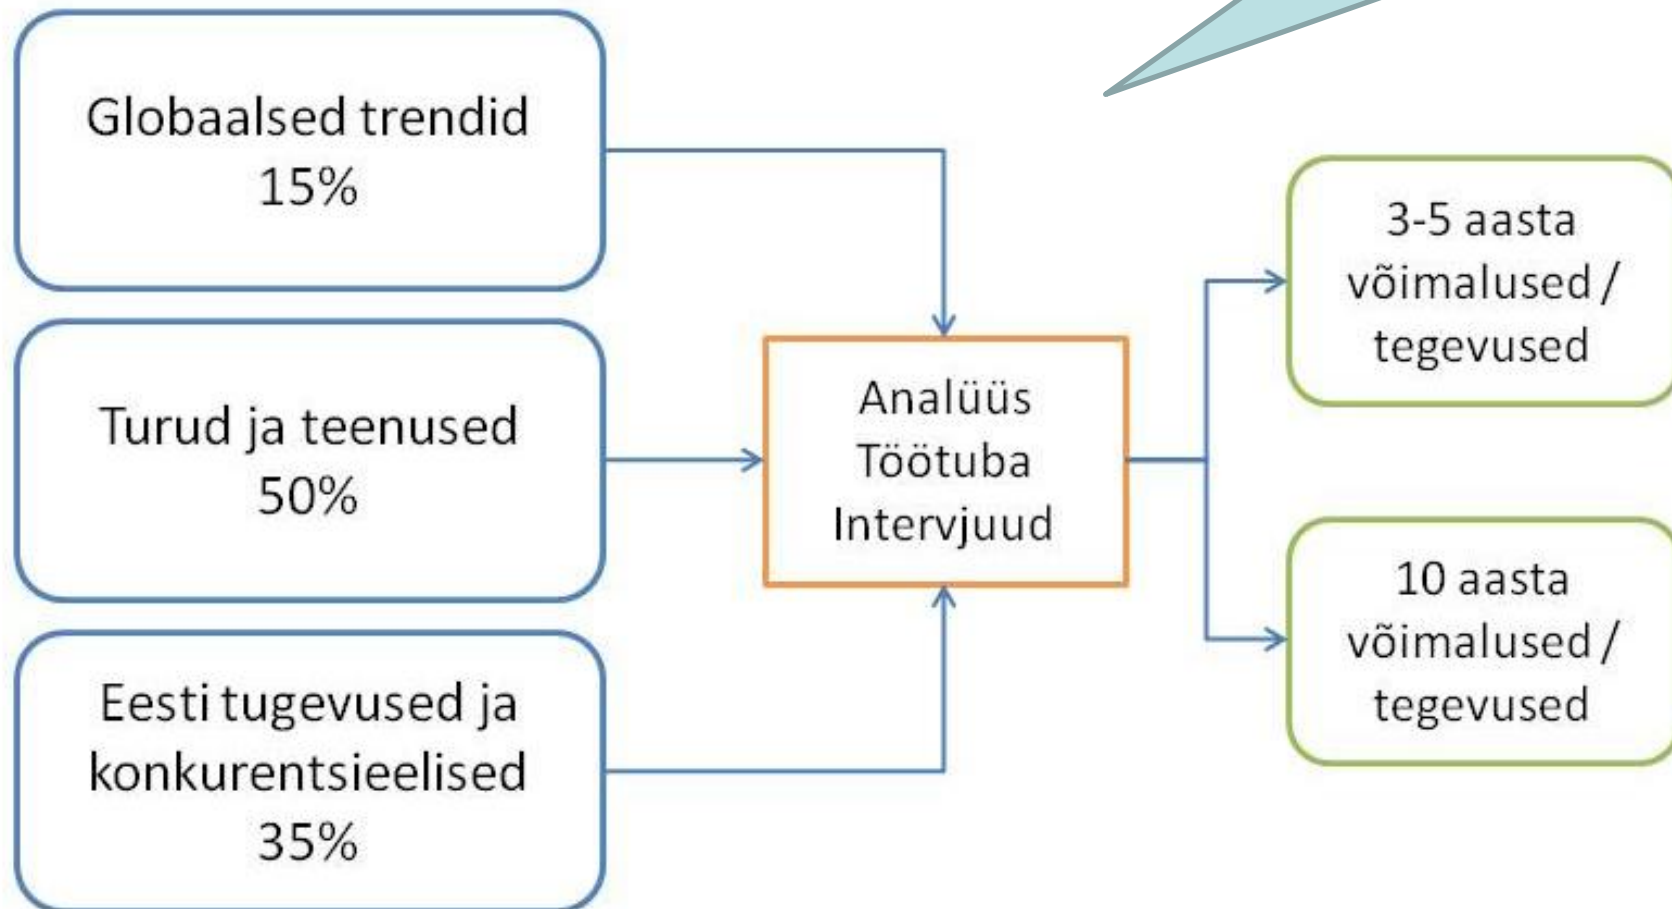 Globaalsed trendid
15%
Turud ja teenused
50%
Eesti tugevused ja
konkurentsieelised
35%
Analüüs
Töötuba
Intervjuud
3-5 aasta
võimalused /
tegevused
10 aasta
võimalused /
tegevused